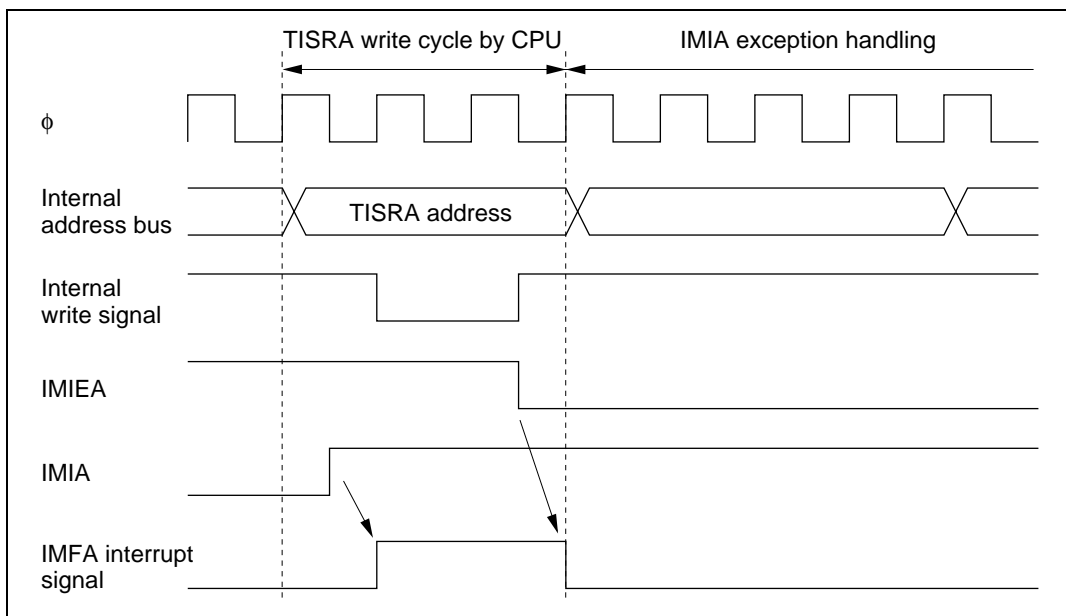 TISRA write cycle by CPU
IMIA exception handling
ϕ
Internal
address bus
TISRA address
Internal
write signal
IMIEA
IMIA
IMFA interrupt
signal